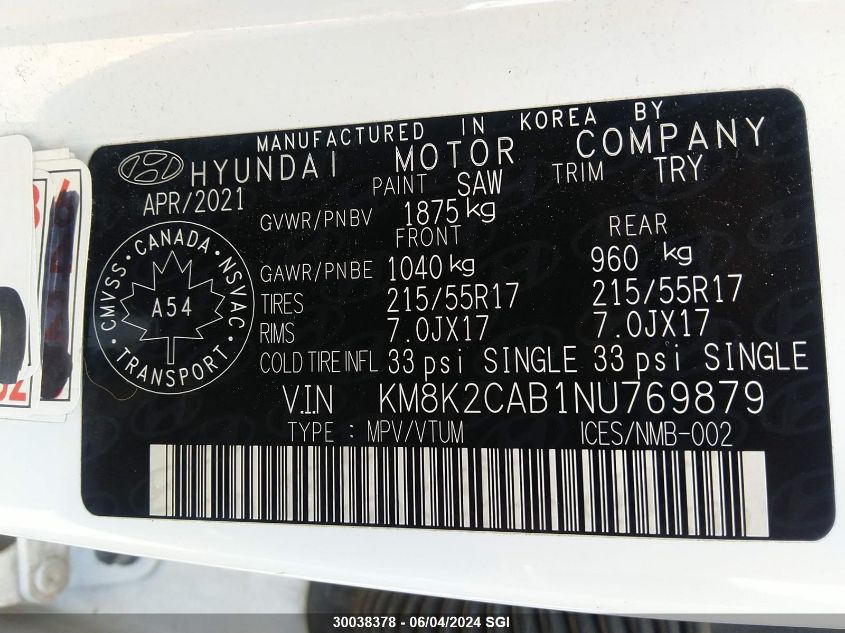 MANUFACTURED IN KOREA BY
HYUNDAI MOTOR COMPANY
APR/2021 PAINT SAW TRIM TRY
GVWR/PNBV 1875 kg
FRONT REAR
GAWR/PNBE 1040 kg 960 kg
TIRES 215/55R17 215/55R17
RIMS 7.0JX17 7.0JX17
COLD TIRE INFL 33 psi SINGLE 33 psi SINGLE
V.I.N KM8K2CAB1NU769879
TYPE : MPV/VTUM ICES/NMB-002
CMVSS · CANADA · NSVAC · TRANSPORT ·
A54
30038378 - 06/04/2024 SGI